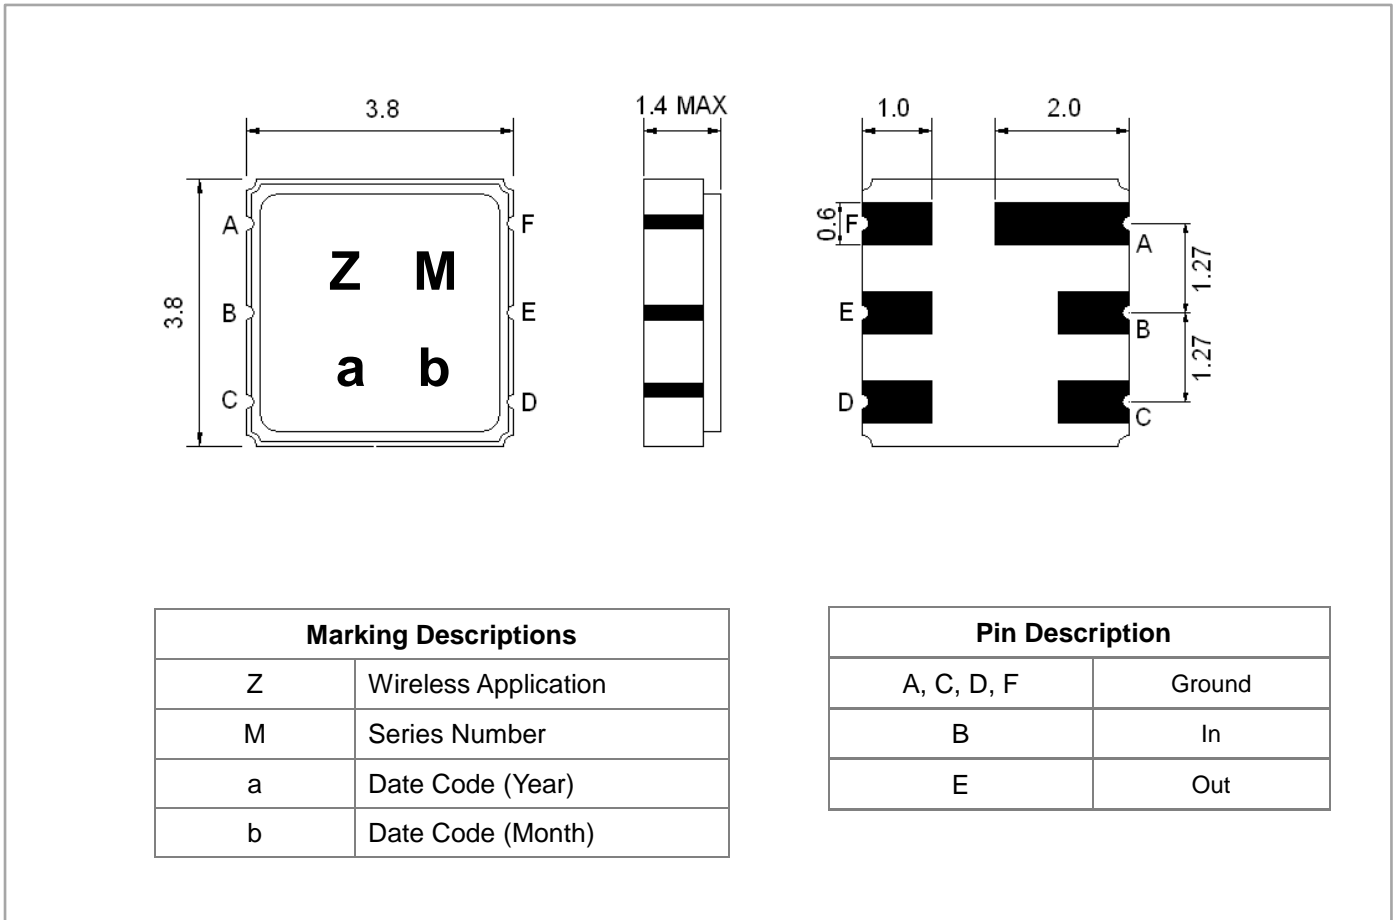 3.8
1.4 MAX
1.0
2.0
A
F
0.6
F
A
Z M
1.27
3.8
B
E
E
B
a b
1.27
C
D
D
C
Marking Descriptions
Z Wireless Application
M Series Number
a Date Code (Year)
b Date Code (Month)
Pin Description
A, C, D, F Ground
B In
E Out